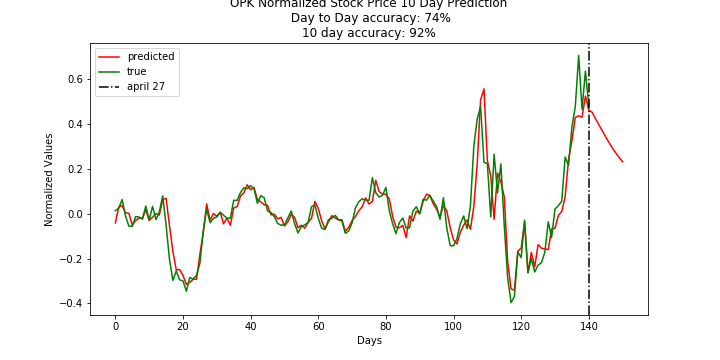 OPK Normalized Stock Price 10 Day Prediction
Day to Day accuracy: 74%
10 day accuracy: 92%
predicted
true
april 27
Normalized Values
0.6
0.4
0.2
0.0
−0.2
−0.4
0 20 40 60 80 100 120 140
Days